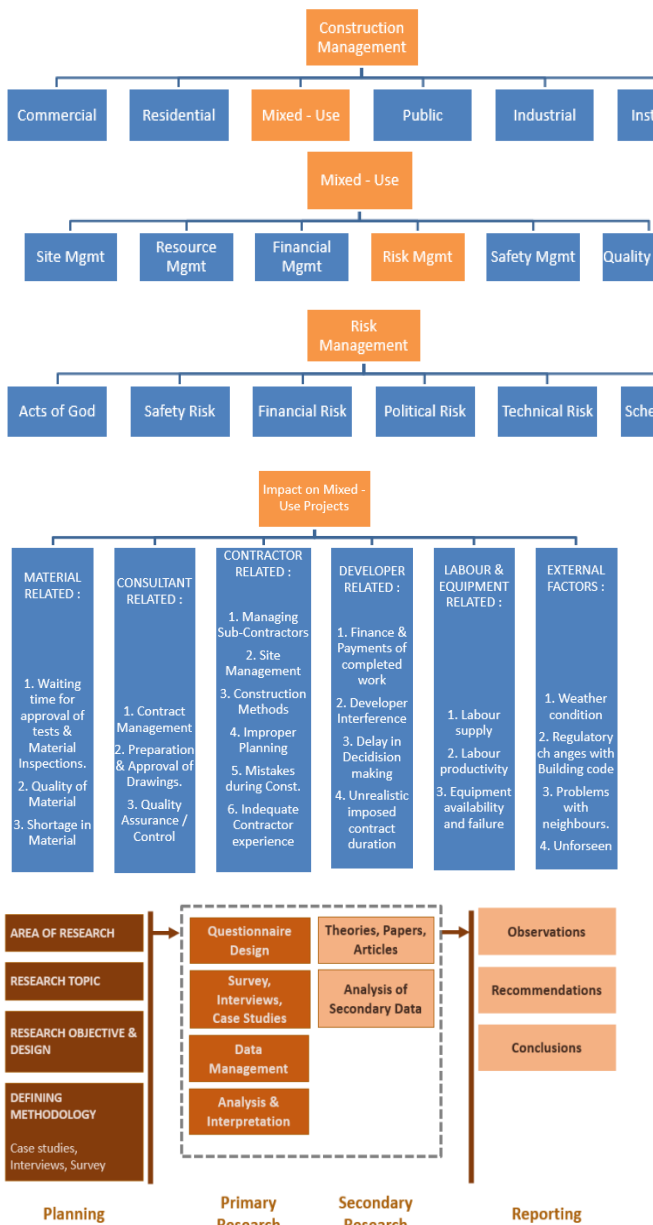 Construction
Management
Commercial
Residential
Mixed - Use
Public
Industrial
Inst
Mixed - Use
Site Mgmt
Resource
Mgmt
Financial
Mgmt
Risk Mgmt
Safety Mgmt
Quality
Risk
Management
Acts of God
Safety Risk
Financial Risk
Political Risk
Technical Risk
Sche
Impact on Mixed -
Use Projects
MATERIAL
RELATED :
1. Waiting
time for
approval of
tests &
Material
Inspections.
2. Quality of
Material
3. Shortage in
Material
CONSULTANT
RELATED :
1. Contract
Management
2. Preparation
& Approval of
Drawings.
3. Quality
Assurance /
Control
CONTRACTOR
RELATED :
1. Managing
Sub-Contractors
2. Site
Management
3. Construction
Methods
4. Improper
Planning
5. Mistakes
during Const.
6. Indequate
Contractor
experience
DEVELOPER
RELATED :
1. Finance &
Payments of
completed
work
2. Developer
Interference
3. Delay in
Decidision
making
4. Unrealistic
imposed
contract
duration
LABOUR &
EQUIPMENT
RELATED :
1. Labour
supply
2. Labour
productivity
3. Equipment
availability
and failure
EXTERNAL
FACTORS :
1. Weather
condition
2. Regulatory
ch anges with
Building code
3. Problems
with
neighbours.
4. Unforseen
AREA OF RESEARCH
RESEARCH TOPIC
RESEARCH OBJECTIVE &
DESIGN
DEFINING
METHODOLOGY
Case studies,
Interviews, Survey
Planning
Questionnaire
Design
Survey,
Interviews,
Case Studies
Data
Management
Analysis &
Interpretation
Primary
Research
Theories, Papers,
Articles
Analysis of
Secondary Data
Secondary
Research
Observations
Recommendations
Conclusions
Reporting